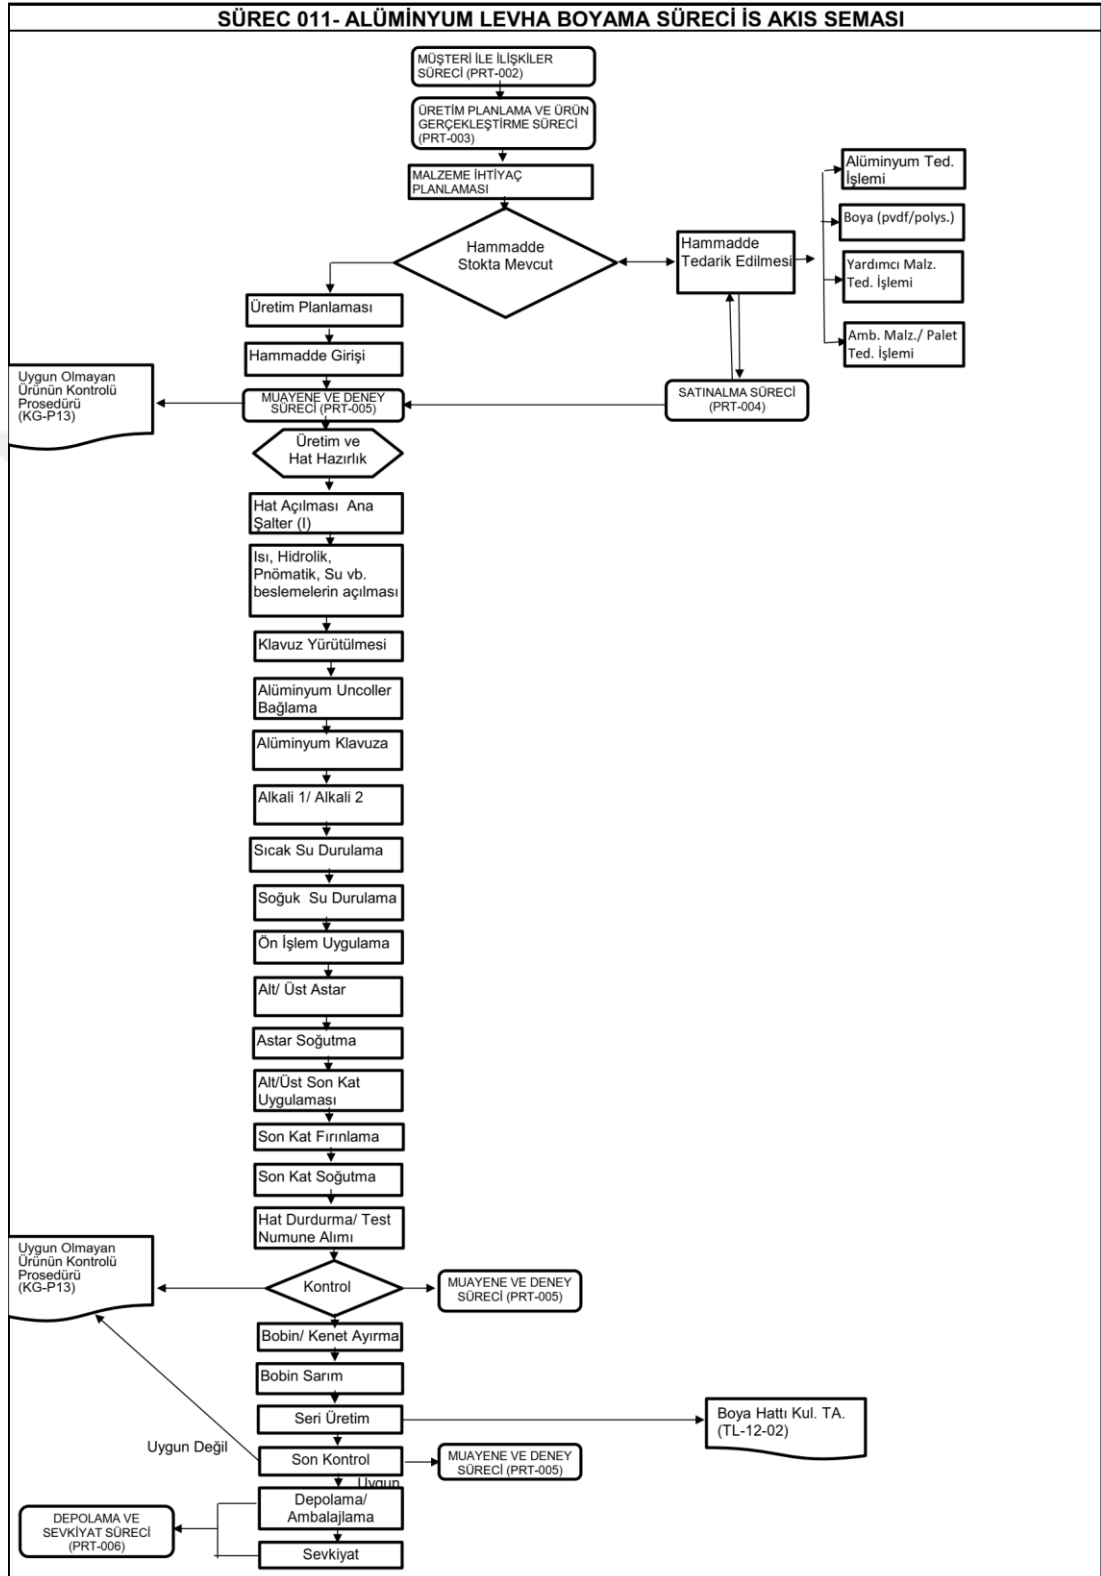 SÜREC 011- ALÜMİNYUM LEVHA BOYAMA SÜRECİ İS AKIS SEMASI
MÜŞTERİ İLE İLİŞKİLER
SÜRECİ (PRT-002)
ÜRETİM PLANLAMA VE ÜRÜN
GERÇEKLEŞTİRME SÜRECİ
(PRT-003)
MALZEME İHTİYAÇ
PLANLAMASI
Hammadde
Stokta Mevcut
Hammadde
Tedarik Edilmesi
Alüminyum Ted.
İşlemi
Boya (pvdf/polys.)
Yardımcı Malz.
Ted. İşlemi
Amb. Malz./ Palet
Ted. İşlemi
Üretim Planlaması
Hammadde Girişi
Uygun Olmayan
Ürünün Kontrolü
Prosedürü
(KG-P13)
MUAYENE VE DENEY
SÜRECİ (PRT-005)
SATINALMA SÜRECİ
(PRT-004)
Üretim ve
Hat Hazırlık
Hat Açılması Ana
Şalter (I)
Isı, Hidrolik,
Pnömatik, Su vb.
beslemelerin açılması
Klavuz Yürütülmesi
Alüminyum Uncoller
Bağlama
Alüminyum Klavuza
Alkali 1/ Alkali 2
Sıcak Su Durulama
Soğuk Su Durulama
Ön İşlem Uygulama
Alt/ Üst Astar
Astar Soğutma
Alt/Üst Son Kat
Uygulaması
Son Kat Fırınlama
Son Kat Soğutma
Hat Durdurma/ Test
Numune Alımı
Uygun Olmayan
Ürünün Kontrolü
Prosedürü
(KG-P13)
Kontrol
MUAYENE VE DENEY
SÜRECİ (PRT-005)
Bobin/ Kenet Ayırma
Bobin Sarım
Seri Üretim
Boya Hattı Kul. TA.
(TL-12-02)
Uygun Değil
Son Kontrol
MUAYENE VE DENEY
SÜRECİ (PRT-005)
Uygun
Depolama/
Ambalajlama
DEPOLAMA VE
SEVKİYAT SÜRECİ
(PRT-006)
Sevkiyat